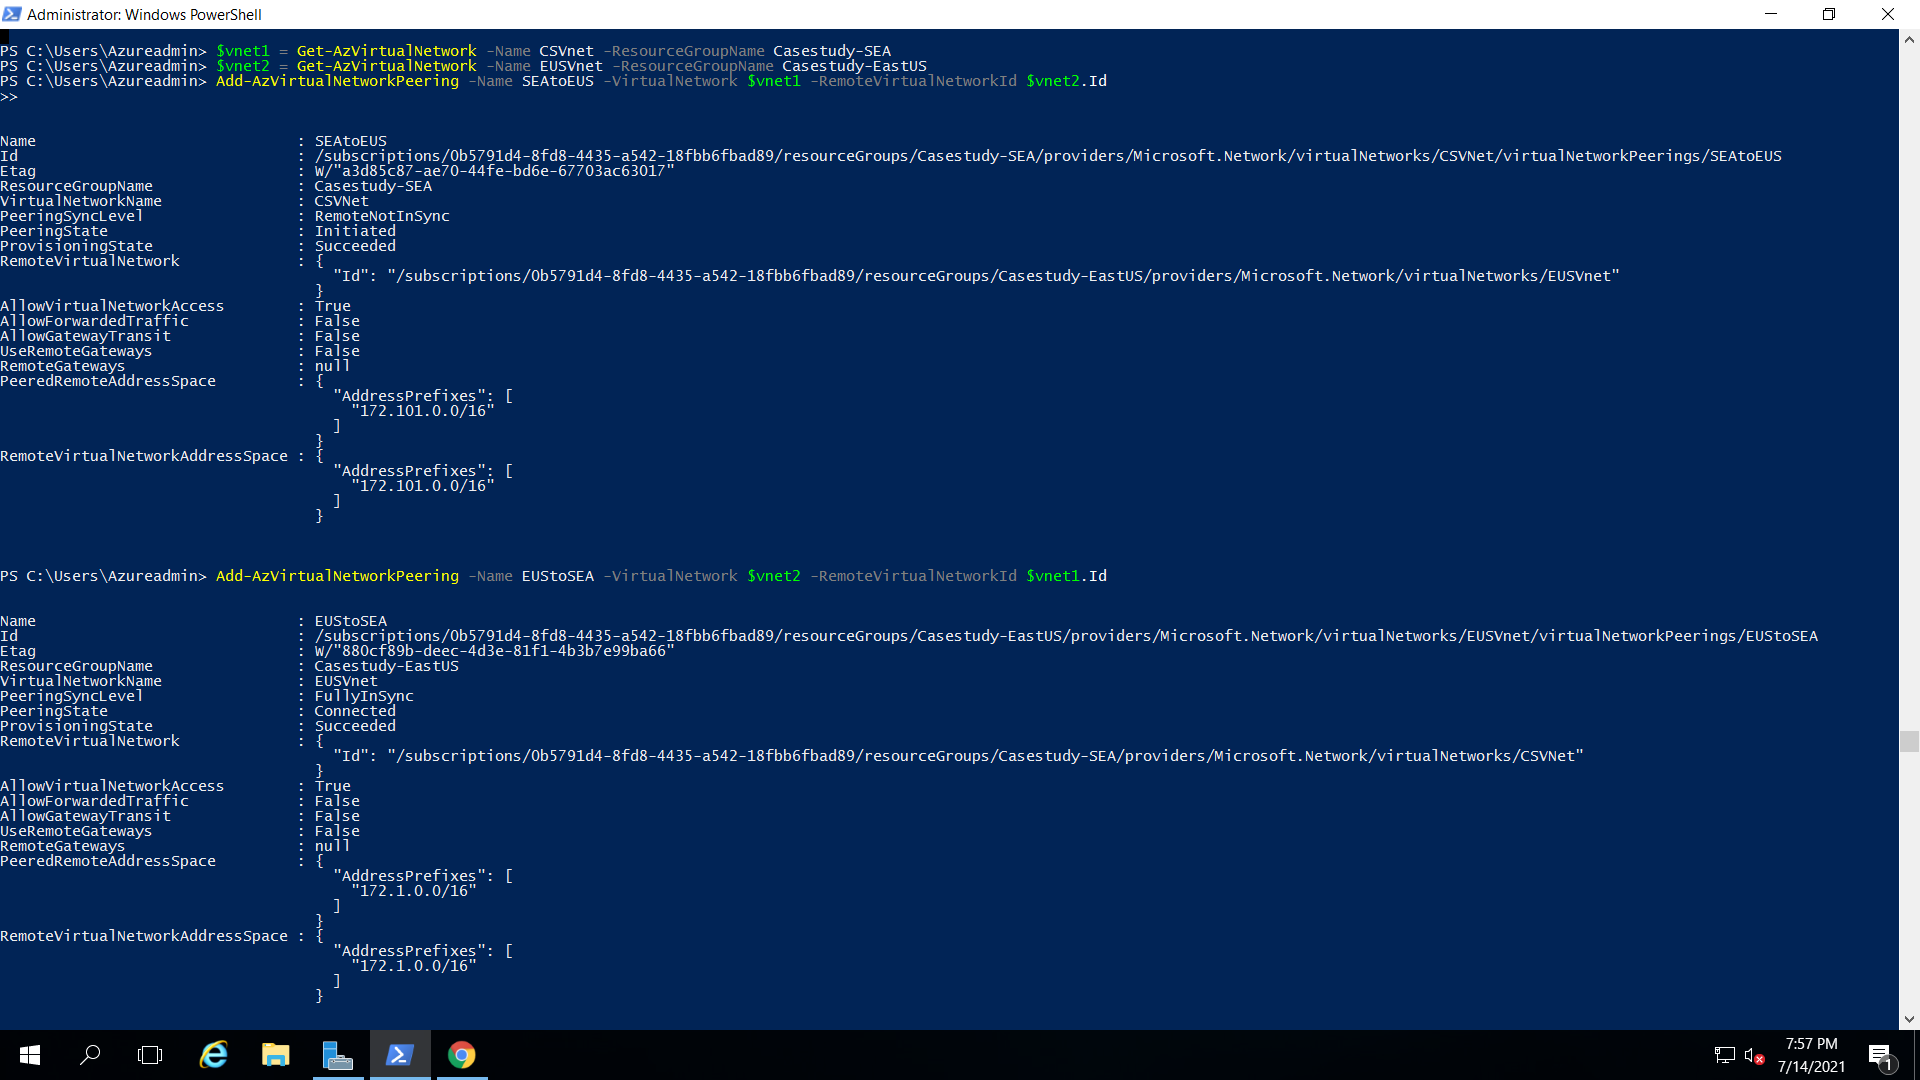 Administrator: Windows PowerShell
PS C:\Users\Azureadmin> $vnet1 = Get-AzVirtualNetwork -Name CSVnet -ResourceGroupName Casestudy-SEA
PS C:\Users\Azureadmin> $vnet2 = Get-AzVirtualNetwork -Name EUSVnet -ResourceGroupName Casestudy-EastUS
PS C:\Users\Azureadmin> Add-AzVirtualNetworkPeering -Name SEAtoEUS -VirtualNetwork $vnet1 -RemoteVirtualNetworkId $vnet2.Id
>>
Name : SEAtoEUS
Id : /subscriptions/0b5791d4-8fd8-4435-a542-18fbb6fbad89/resourceGroups/Casestudy-SEA/providers/Microsoft.Network/virtualNetworks/CSVNet/virtualNetworkPeerings/SEAtoEUS
Etag : W/"a3d85c87-ae70-44fe-bd6e-67703ac63017"
ResourceGroupName : Casestudy-SEA
VirtualNetworkName : CSVNet
PeeringSyncLevel : RemoteNotInSync
PeeringState : Initiated
ProvisioningState : Succeeded
RemoteVirtualNetwork : {
"Id": "/subscriptions/0b5791d4-8fd8-4435-a542-18fbb6fbad89/resourceGroups/Casestudy-EastUS/providers/Microsoft.Network/virtualNetworks/EUSVnet"
}
AllowVirtualNetworkAccess : True
AllowForwardedTraffic : False
AllowGatewayTransit : False
UseRemoteGateways : False
RemoteGateways : null
PeeredRemoteAddressSpace : {
"AddressPrefixes": [
"172.101.0.0/16"
]
}
RemoteVirtualNetworkAddressSpace : {
"AddressPrefixes": [
"172.101.0.0/16"
]
}
PS C:\Users\Azureadmin> Add-AzVirtualNetworkPeering -Name EUStoSEA -VirtualNetwork $vnet2 -RemoteVirtualNetworkId $vnet1.Id
Name : EUStoSEA
Id : /subscriptions/0b5791d4-8fd8-4435-a542-18fbb6fbad89/resourceGroups/Casestudy-EastUS/providers/Microsoft.Network/virtualNetworks/EUSVnet/virtualNetworkPeerings/EUStoSEA
Etag : W/"880cf89b-deec-4d3e-81f1-4b3b7e99ba66"
ResourceGroupName : Casestudy-EastUS
VirtualNetworkName : EUSVnet
PeeringSyncLevel : FullyInSync
PeeringState : Connected
ProvisioningState : Succeeded
RemoteVirtualNetwork : {
"Id": "/subscriptions/0b5791d4-8fd8-4435-a542-18fbb6fbad89/resourceGroups/Casestudy-SEA/providers/Microsoft.Network/virtualNetworks/CSVNet"
}
AllowVirtualNetworkAccess : True
AllowForwardedTraffic : False
AllowGatewayTransit : False
UseRemoteGateways : False
RemoteGateways : null
PeeredRemoteAddressSpace : {
"AddressPrefixes": [
"172.1.0.0/16"
]
}
RemoteVirtualNetworkAddressSpace : {
"AddressPrefixes": [
"172.1.0.0/16"
]
}
7:57 PM
7/14/2021
1